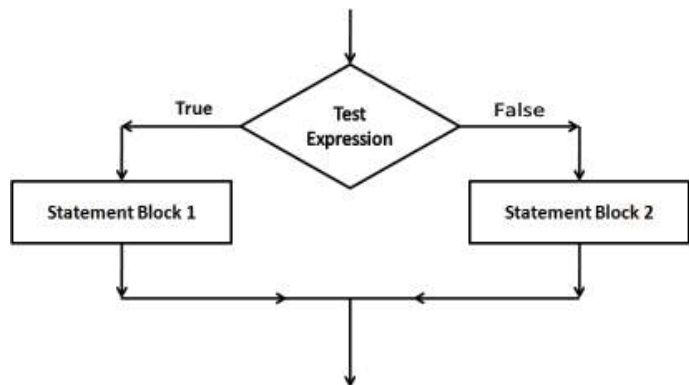 True
Test
Expression
False
Statement Block 1
Statement Block 2